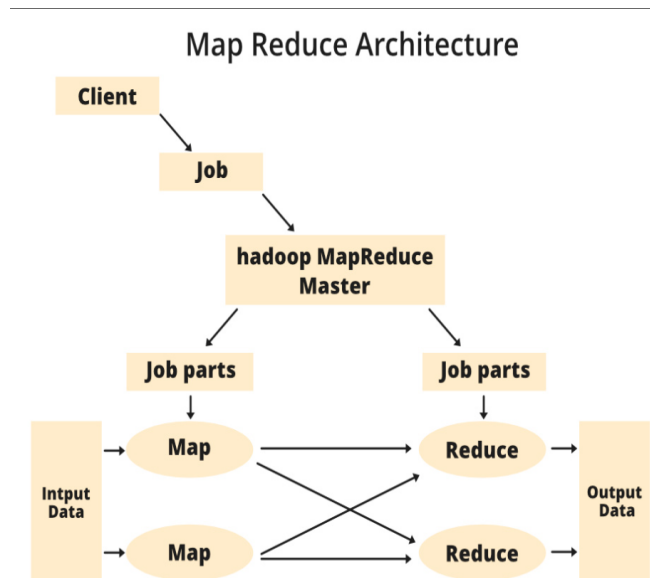 Map Reduce Architecture
Client
Job
hadoop MapReduce
Master
Job parts
Job parts
Map
Reduce
Intput
Data
Output
Data
Map
Reduce